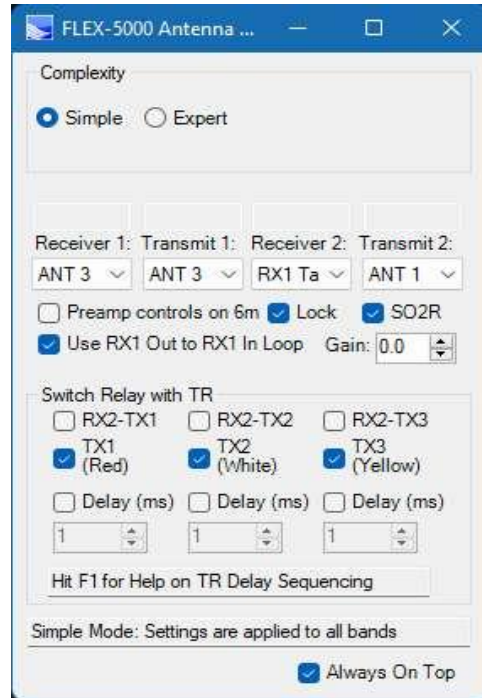 FLEX-5000 Antenna ...
Complexity
Simple Expert
Receiver 1: Transmit 1: Receiver 2: Transmit 2:
ANT 3 ANT 3 RX1 Ta ANT 1
Preamp controls on 6m Lock SO2R
Use RX1 Out to RX1 In Loop Gain: 0.0
Switch Relay with TR
RX2-TX1 RX2-TX2 RX2-TX3
TX1 TX2 TX3
(Red) (White) (Yellow)
Delay (ms) Delay (ms) Delay (ms)
1 1 1
Hit F1 for Help on TR Delay Sequencing
Simple Mode: Settings are applied to all bands
Always On Top